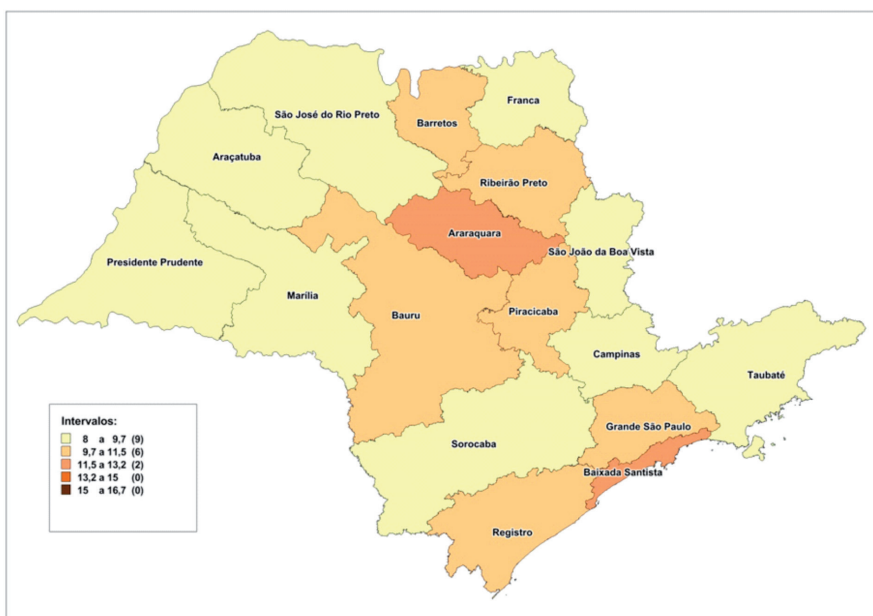 Franca
São José do Rio Preto
Barretos
Araçatuba
Ribeirão Preto
Araraquara
São João da Boa Vista
Presidente Prudente
Marília
Bauru
Piracicaba
Campinas
Taubaté
Grande São Paulo
Sorocaba
Baixada Santista
Registro
Intervalos:
8 a 9,7 (9)
9,7 a 11,5 (6)
11,5 a 13,2 (2)
13,2 a 15 (0)
15 a 16,7 (0)